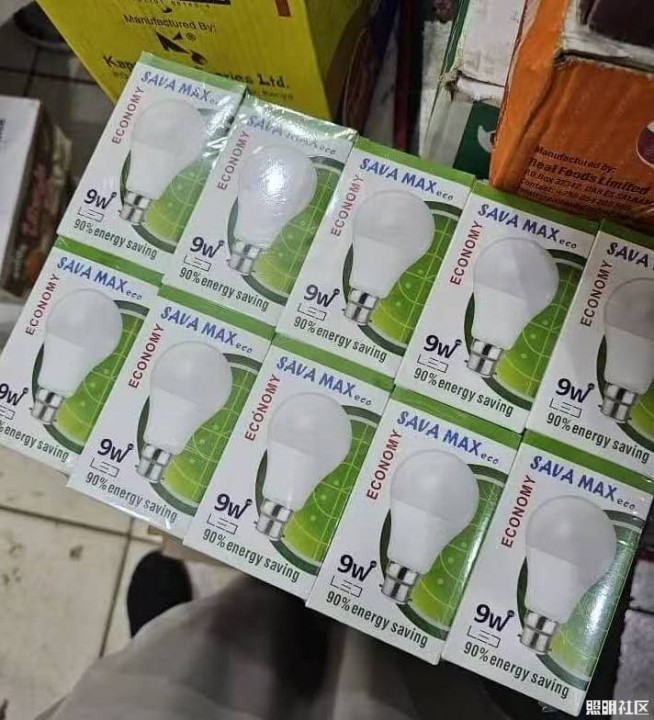 Manufactured By:
ries Ltd.
Manufactured by:
Real Foods Limited
SAVA MAX eco
ECONOMY
9W
90% energy saving
SAVA MAX eco
ECONOMY
9W
90% energy saving
SAVA MAX eco
ECONOMY
9W
90% energy saving
SAVA MAX eco
ECONOMY
9W
90% energy saving
ECONOMY
9W
90% energy saving
SAVA MAX eco
ECONOMY
9W
90% energy saving
SAVA MAX eco
ECONOMY
9W
90% energy saving
SAVA MAX eco
ECONOMY
9W
90% energy saving
SAVA MAX eco
ECONOMY
9W
90% energy saving
SAVA MAX eco
ECONOMY
9W
90% energy saving
照明社区